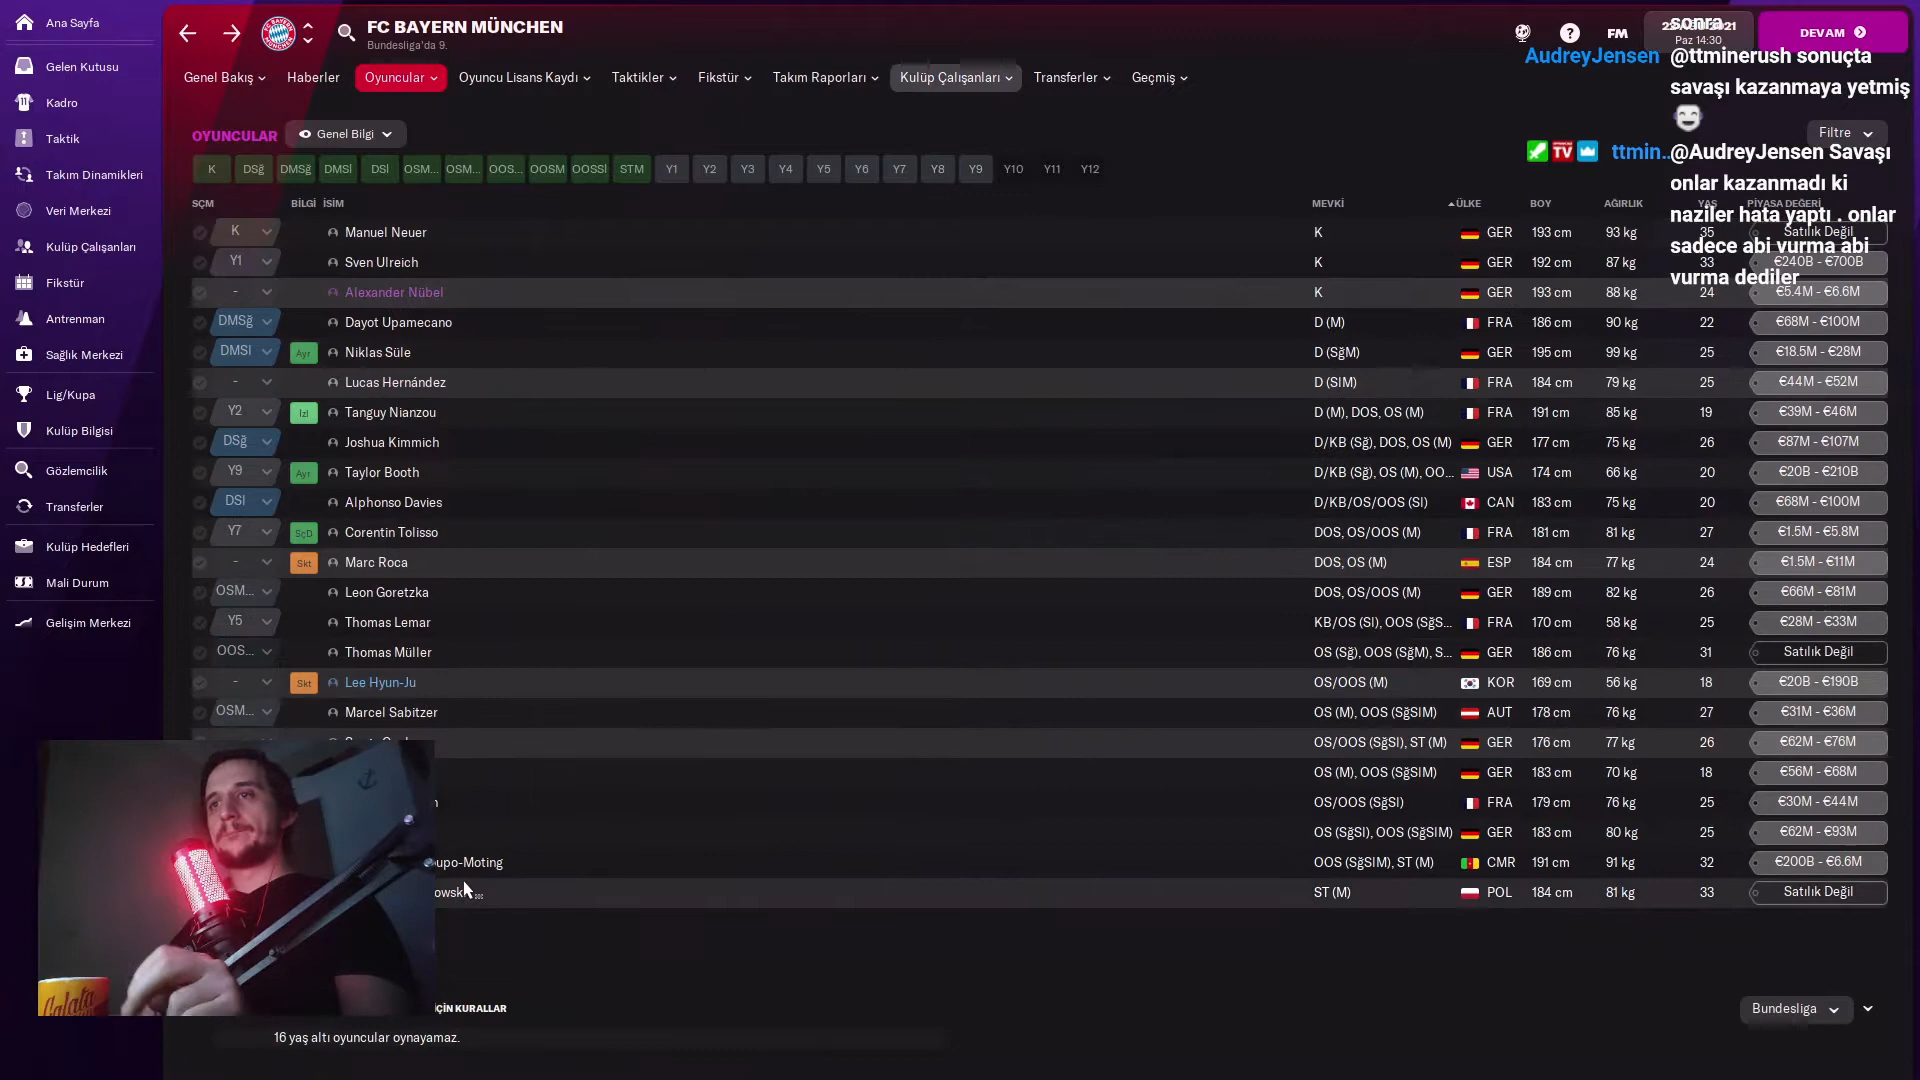 Ana Sayfa
Gelen Kutusu
Kadro
Taktik
Takım Dinamikleri
Veri Merkezi
Kulüp Çalışanları
Fikstür
Antrenman
Sağlık Merkezi
Lig/Kupa
Kulüp Bilgisi
Gözlemcilik
Transferler
Kulüp Hedefleri
Mali Durum
Gelişim Merkezi
FC BAYERN MÜNCHEN
Bundesliga'da 9.
FM
Paz 14:30
DEVAM
Genel Bakış Haberler Oyuncular Oyuncu Lisans Kaydı Taktikler Fikstür Takım Raporları Kulüp Çalışanları Transferler Geçmiş
sonra
AudreyJensen @ttminerush sonuçta
savaşı kazanmaya yetmiş
ttmin.. @AudreyJensen Savaşı
onlar kazanmadı ki
naziler hata yaptı . onlar
sadece abi vurma abi
vurma dediler
OYUNCULAR Genel Bilgi Filtre
K DSğ DMSğ DMSl DSl OSM... OSM... OOS... OOSM OOSSl STM Y1 Y2 Y3 Y4 Y5 Y6 Y7 Y8 Y9 Y10 Y11 Y12
SÇM BİLGİ İSİM MEVKİ ÜLKE BOY AĞIRLIK YAŞ PİYASA DEĞERİ
K Manuel Neuer K GER 193 cm 93 kg 35 Satılık Değil
Y1 Sven Ulreich K GER 192 cm 87 kg 33 €240B - €700B
- Alexander Nübel K GER 193 cm 88 kg 24 €5.4M - €6.6M
DMSğ Dayot Upamecano D (M) FRA 186 cm 90 kg 22 €68M - €100M
DMSl Ayr Niklas Süle D (SğM) GER 195 cm 99 kg 25 €18.5M - €28M
- Lucas Hernández D (SlM) FRA 184 cm 79 kg 25 €44M - €52M
Y2 İzl Tanguy Nianzou D (M), DOS, OS (M) FRA 191 cm 85 kg 19 €39M - €46M
DSğ Joshua Kimmich D/KB (Sğ), DOS, OS (M) GER 177 cm 75 kg 26 €87M - €107M
Y9 Ayr Taylor Booth D/KB (Sğ), OS (M), OO... USA 174 cm 66 kg 20 €20B - €210B
DSl Alphonso Davies D/KB/OS/OOS (Sl) CAN 183 cm 75 kg 20 €68M - €100M
Y7 SçD Corentin Tolisso DOS, OS/OOS (M) FRA 181 cm 81 kg 27 €1.5M - €5.8M
- Skt Marc Roca DOS, OS (M) ESP 184 cm 77 kg 24 €1.5M - €11M
OSM... Leon Goretzka DOS, OS/OOS (M) GER 189 cm 82 kg 26 €66M - €81M
Y5 Thomas Lemar KB/OS (Sl), OOS (SğS... FRA 170 cm 58 kg 25 €28M - €33M
OOS... Thomas Müller OS (Sğ), OOS (SğM), S... GER 186 cm 76 kg 31 Satılık Değil
- Skt Lee Hyun-Ju OS/OOS (M) KOR 169 cm 56 kg 18 €20B - €190B
OSM... Marcel Sabitzer OS (M), OOS (SğSlM) AUT 178 cm 76 kg 27 €31M - €36M
OS/OOS (SğSl), ST (M) GER 176 cm 77 kg 26 €62M - €76M
OS (M), OOS (SğSlM) GER 183 cm 70 kg 18 €56M - €68M
OS/OOS (SğSl) FRA 179 cm 76 kg 25 €30M - €44M
OS (SğSl), OOS (SğSlM) GER 183 cm 80 kg 25 €62M - €93M
upo-Moting OOS (SğSlM), ST (M) CMR 191 cm 91 kg 32 €200B - €6.6M
owsk ST (M) POL 184 cm 81 kg 33 Satılık Değil
İÇİN KURALLAR
Bundesliga
16 yaş altı oyuncular oynayamaz.